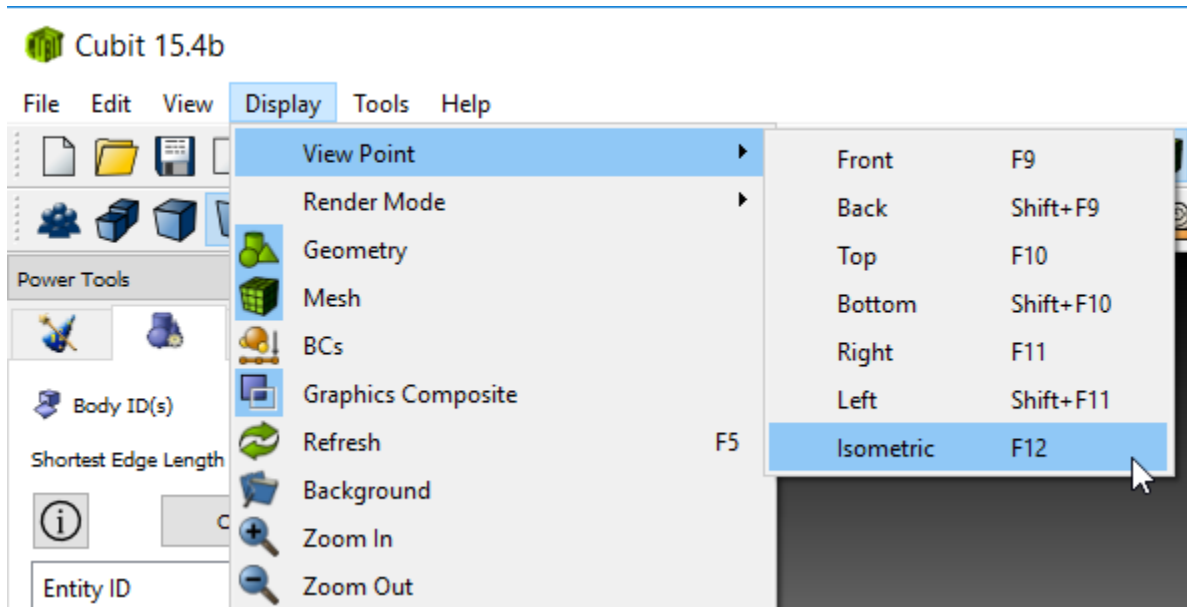 Cubit 15.4b
File Edit View Display Tools Help
View Point
Render Mode
Geometry
Mesh
BCs
Graphics Composite
Refresh F5
Background
Zoom In
Zoom Out
Front F9
Back Shift+F9
Top F10
Bottom Shift+F10
Right F11
Left Shift+F11
Isometric F12
Power Tools
Body ID(s)
Shortest Edge Length
Entity ID